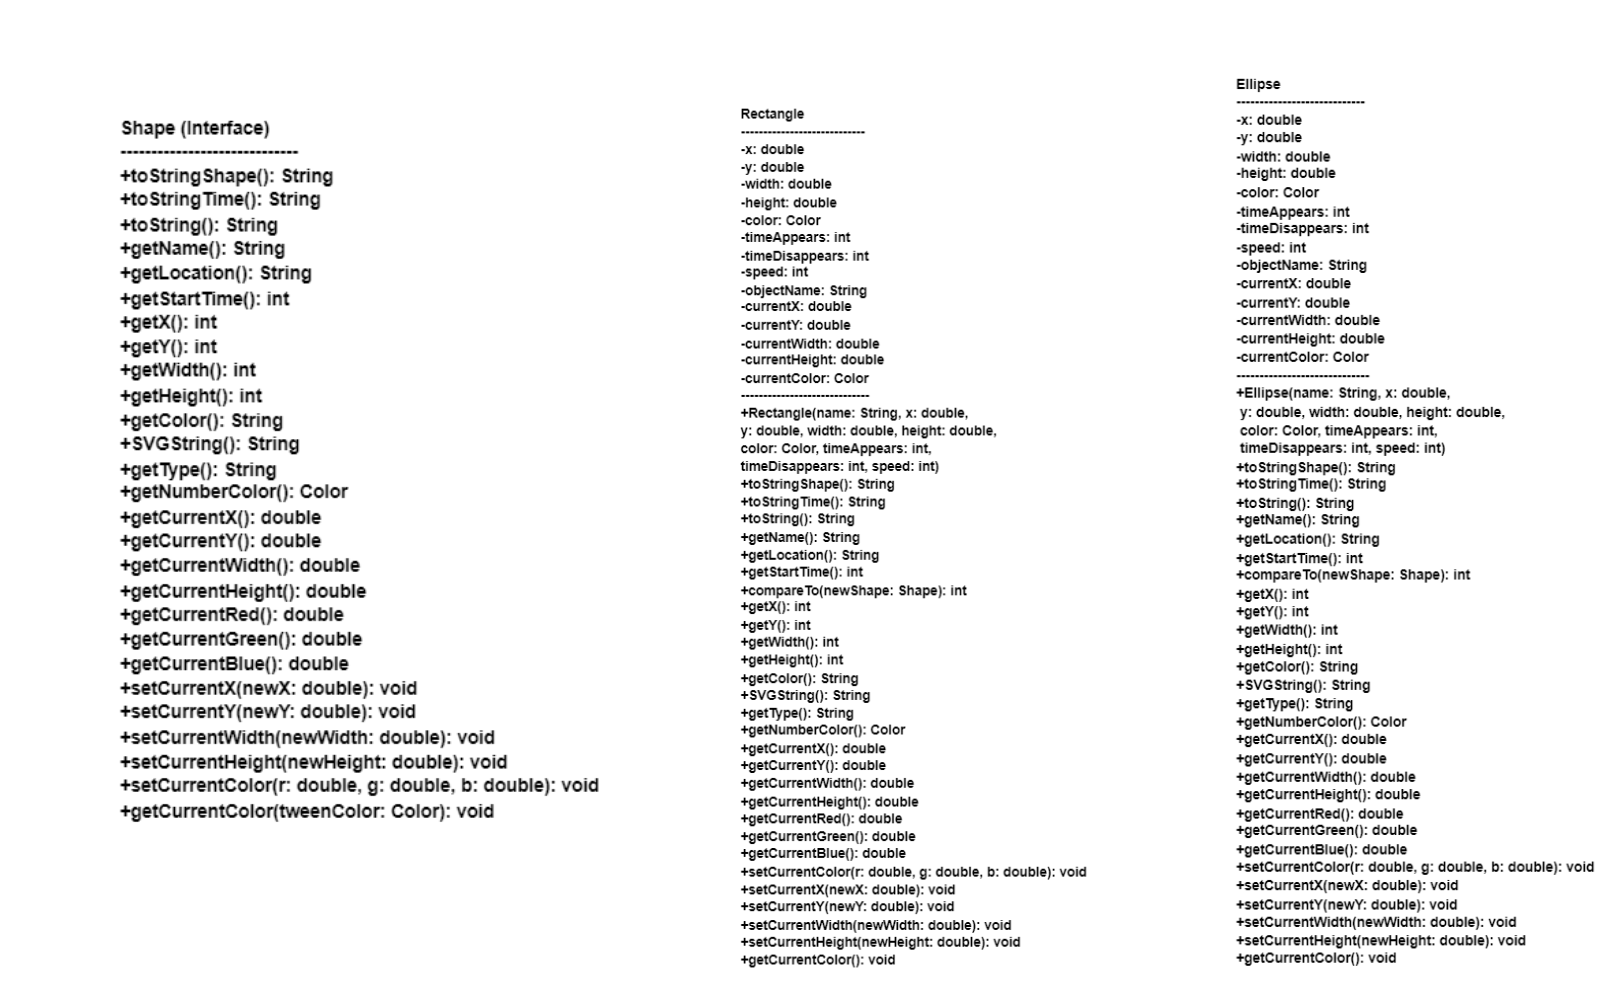 Shape (Interface)
-----------------------------
+toStringShape(): String
+toStringTime(): String
+toString(): String
+getName(): String
+getLocation(): String
+getStartTime(): int
+getX(): int
+getY(): int
+getWidth(): int
+getHeight(): int
+getColor(): String
+SVGString(): String
+getType(): String
+getNumberColor(): Color
+getCurrentX(): double
+getCurrentY(): double
+getCurrentWidth(): double
+getCurrentHeight(): double
+getCurrentRed(): double
+getCurrentGreen(): double
+getCurrentBlue(): double
+setCurrentX(newX: double): void
+setCurrentY(newY: double): void
+setCurrentWidth(newWidth: double): void
+setCurrentHeight(newHeight: double): void
+setCurrentColor(r: double, g: double, b: double): void
+getCurrentColor(tweenColor: Color): void
Rectangle
----------------------------
-x: double
-y: double
-width: double
-height: double
-color: Color
-timeAppears: int
-timeDisappears: int
-speed: int
-objectName: String
-currentX: double
-currentY: double
-currentWidth: double
-currentHeight: double
-currentColor: Color
-----------------------------
+Rectangle(name: String, x: double,
y: double, width: double, height: double,
color: Color, timeAppears: int,
timeDisappears: int, speed: int)
+toStringShape(): String
+toStringTime(): String
+toString(): String
+getName(): String
+getLocation(): String
+getStartTime(): int
+compareTo(newShape: Shape): int
+getX(): int
+getY(): int
+getWidth(): int
+getHeight(): int
+getColor(): String
+SVGString(): String
+getType(): String
+getNumberColor(): Color
+getCurrentX(): double
+getCurrentY(): double
+getCurrentWidth(): double
+getCurrentHeight(): double
+getCurrentRed(): double
+getCurrentGreen(): double
+getCurrentBlue(): double
+setCurrentColor(r: double, g: double, b: double): void
+setCurrentX(newX: double): void
+setCurrentY(newY: double): void
+setCurrentWidth(newWidth: double): void
+setCurrentHeight(newHeight: double): void
+getCurrentColor(): void
Ellipse
----------------------------
-x: double
-y: double
-width: double
-height: double
-color: Color
-timeAppears: int
-timeDisappears: int
-speed: int
-objectName: String
-currentX: double
-currentY: double
-currentWidth: double
-currentHeight: double
-currentColor: Color
-----------------------------
+Ellipse(name: String, x: double,
y: double, width: double, height: double,
color: Color, timeAppears: int,
timeDisappears: int, speed: int)
+toStringShape(): String
+toStringTime(): String
+toString(): String
+getName(): String
+getLocation(): String
+getStartTime(): int
+compareTo(newShape: Shape): int
+getX(): int
+getY(): int
+getWidth(): int
+getHeight(): int
+getColor(): String
+SVGString(): String
+getType(): String
+getNumberColor(): Color
+getCurrentX(): double
+getCurrentY(): double
+getCurrentWidth(): double
+getCurrentHeight(): double
+getCurrentRed(): double
+getCurrentGreen(): double
+getCurrentBlue(): double
+setCurrentColor(r: double, g: double, b: double): void
+setCurrentX(newX: double): void
+setCurrentY(newY: double): void
+setCurrentWidth(newWidth: double): void
+setCurrentHeight(newHeight: double): void
+getCurrentColor(): void